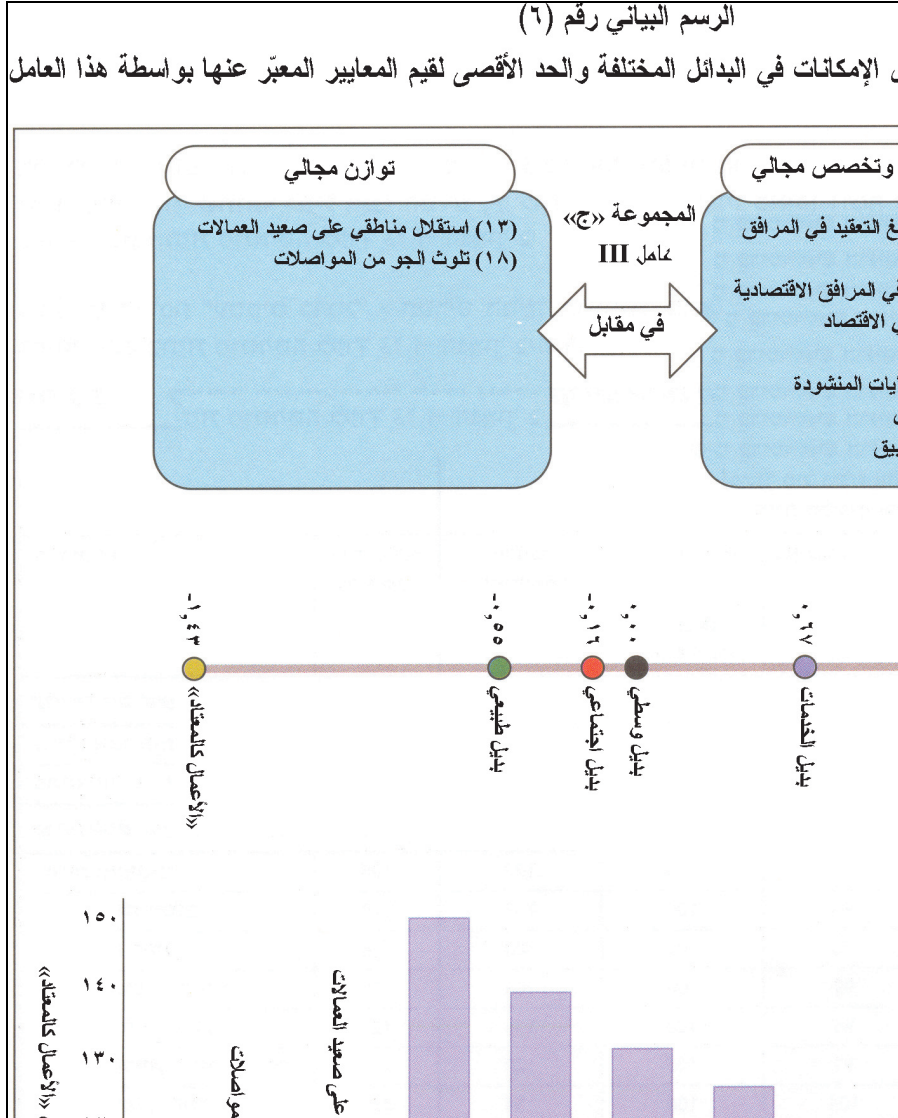 الرسم البياني رقم (٦)
الإمكانات في البدائل المختلفة والحد الأقصى لقيم المعايير المعبّر عنها بواسطة هذا العامل
وتخصص مجالي
التعقيد في المرافق
في المرافق الاقتصادية
الاقتصاد
المنشودة
المجموعة «ج»
عامل III
في مقابل
توازن مجالي
(١٣) استقلال مناطقي على صعيد العمالات
(١٨) تلوث الجو من المواصلات
٠,٦٧
٠,٠٠
-٠,١٦
-٠,٥٥
-١,٤٣
بديل الخدمات
بديل وسطي
بديل اجتماعي
بديل طبيعي
«الأعمال كالمعتاد»
١٥٠
١٤٠
١٣٠
على صعيد العمالات
«الأعمال كالمعتاد»